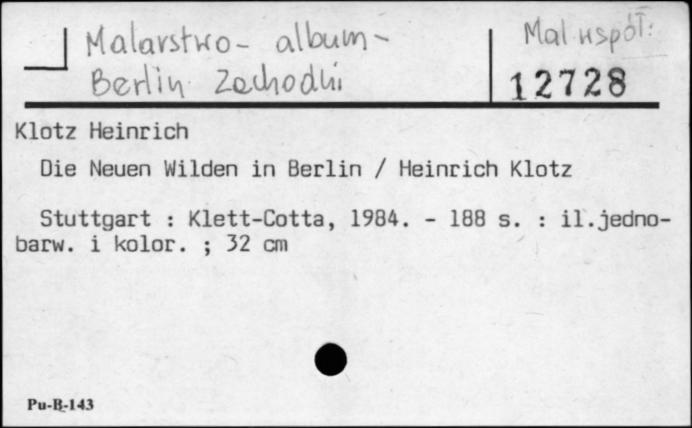 Malarstwo - album -
Berlin Zachodni
Mal. współ.
12728
Klotz Heinrich
Die Neuen Wilden in Berlin / Heinrich Klotz
Stuttgart : Klett-Cotta, 1984. - 188 s. : il.jedno-
barw. i kolor. ; 32 cm
Pu-B-143